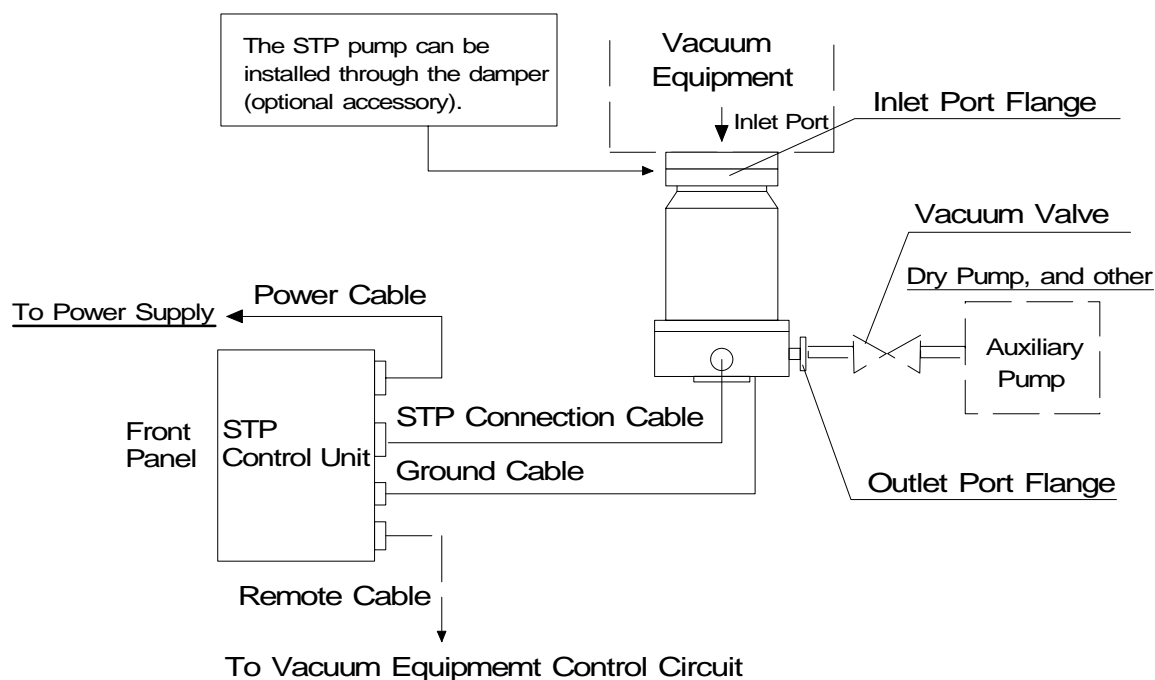 The STP pump can be
installed through the damper
(optional accessory).
Vacuum
Equipment
Inlet Port
Inlet Port Flange
Vacuum Valve
Dry Pump, and other
Auxiliary
Pump
Power Cable
To Power Supply
Front
Panel
STP
Control Unit
STP Connection Cable
Ground Cable
Outlet Port Flange
Remote Cable
To Vacuum Equipmemt Control Circuit